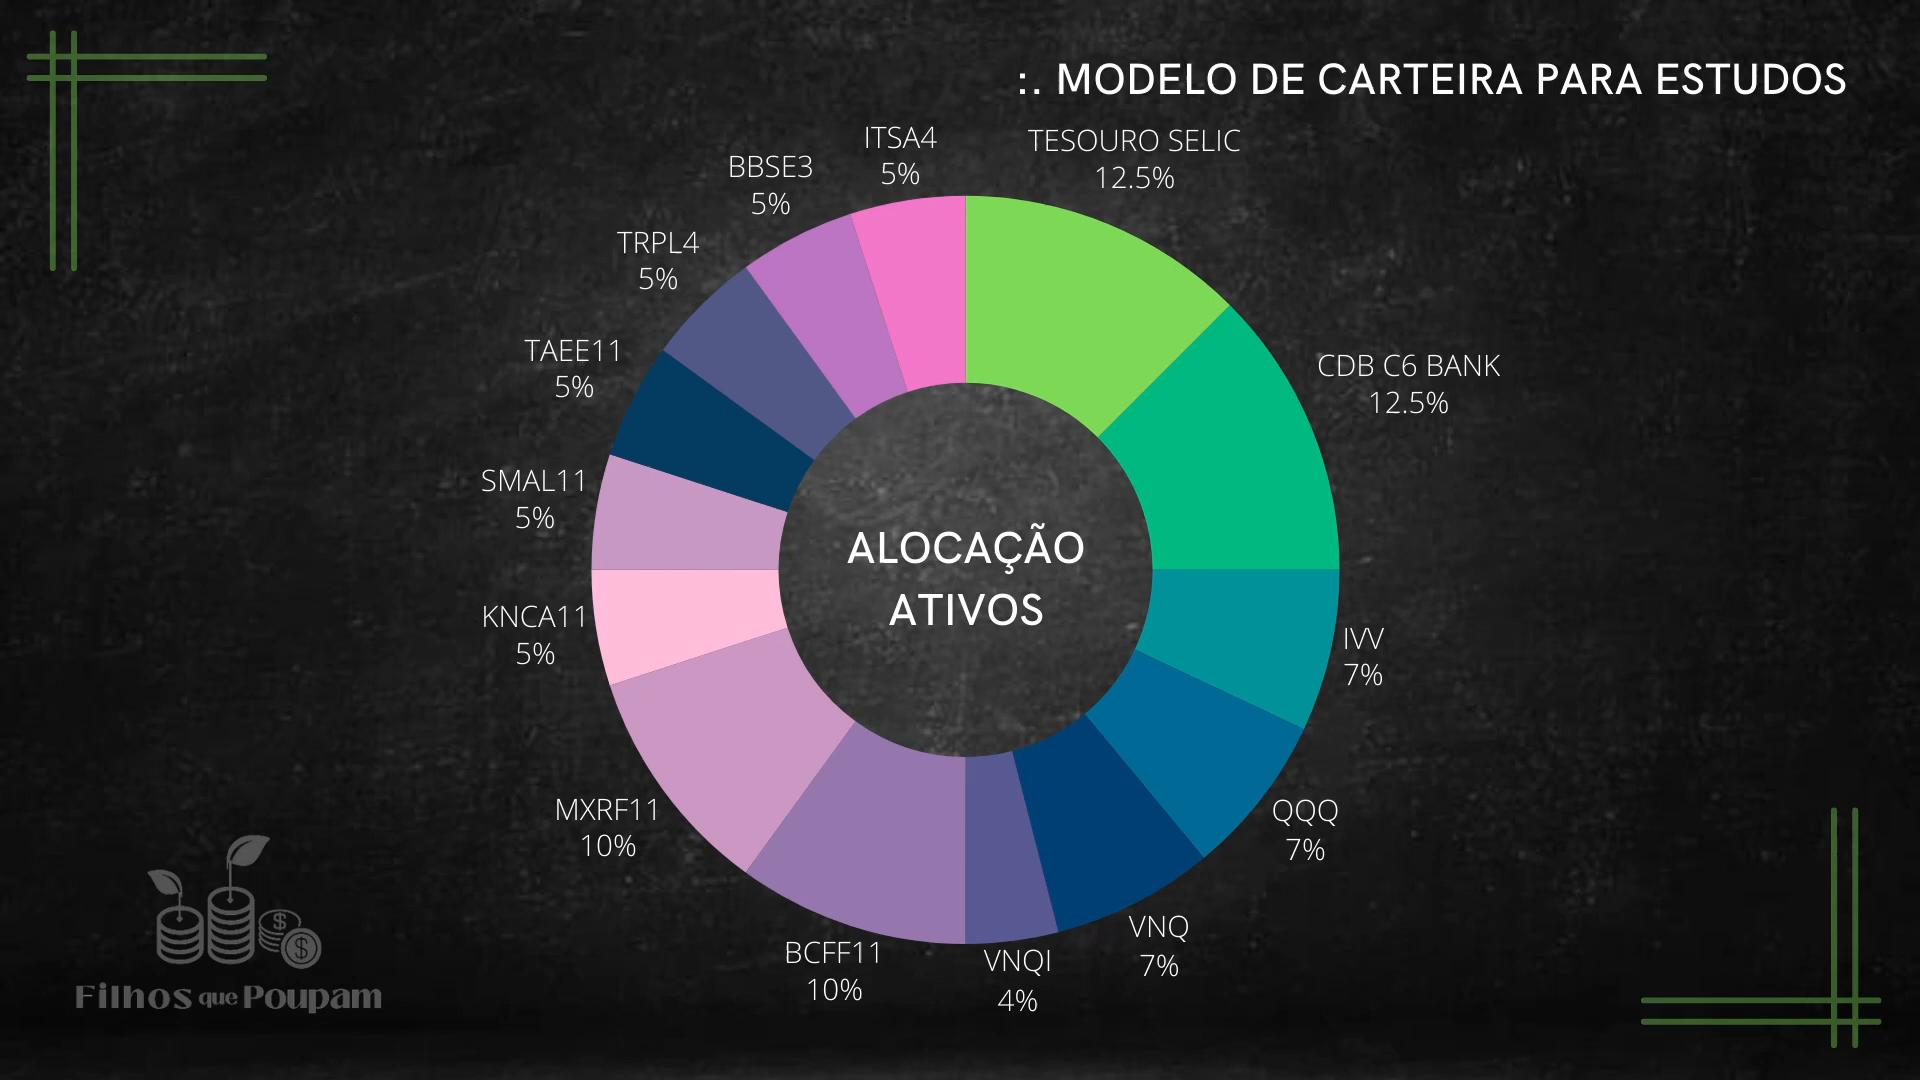 :. MODELO DE CARTEIRA PARA ESTUDOS
TESOURO SELIC
12.5%
CDB C6 BANK
12.5%
IVV
7%
QQQ
7%
VNQ
7%
VNQI
4%
BCFF11
10%
MXRF11
10%
KNCA11
5%
SMAL11
5%
TAEE11
5%
TRPL4
5%
BBSE3
5%
ITSA4
5%
ALOCAÇÃO
ATIVOS
$
$
Filhos que Poupam